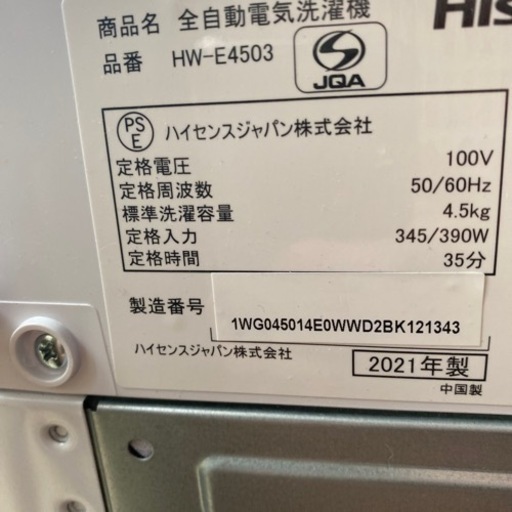 商品名 全自動電気洗濯機
品番 HW-E4503
S
JQA
PS
E
ハイセンスジャパン株式会社
定格電圧 100V
定格周波数 50/60Hz
標準洗濯容量 4.5kg
定格入力 345/390W
定格時間 35分
製造番号 1WG045014E0WWD2BK121343
ハイセンスジャパン株式会社
2021年製
中国製